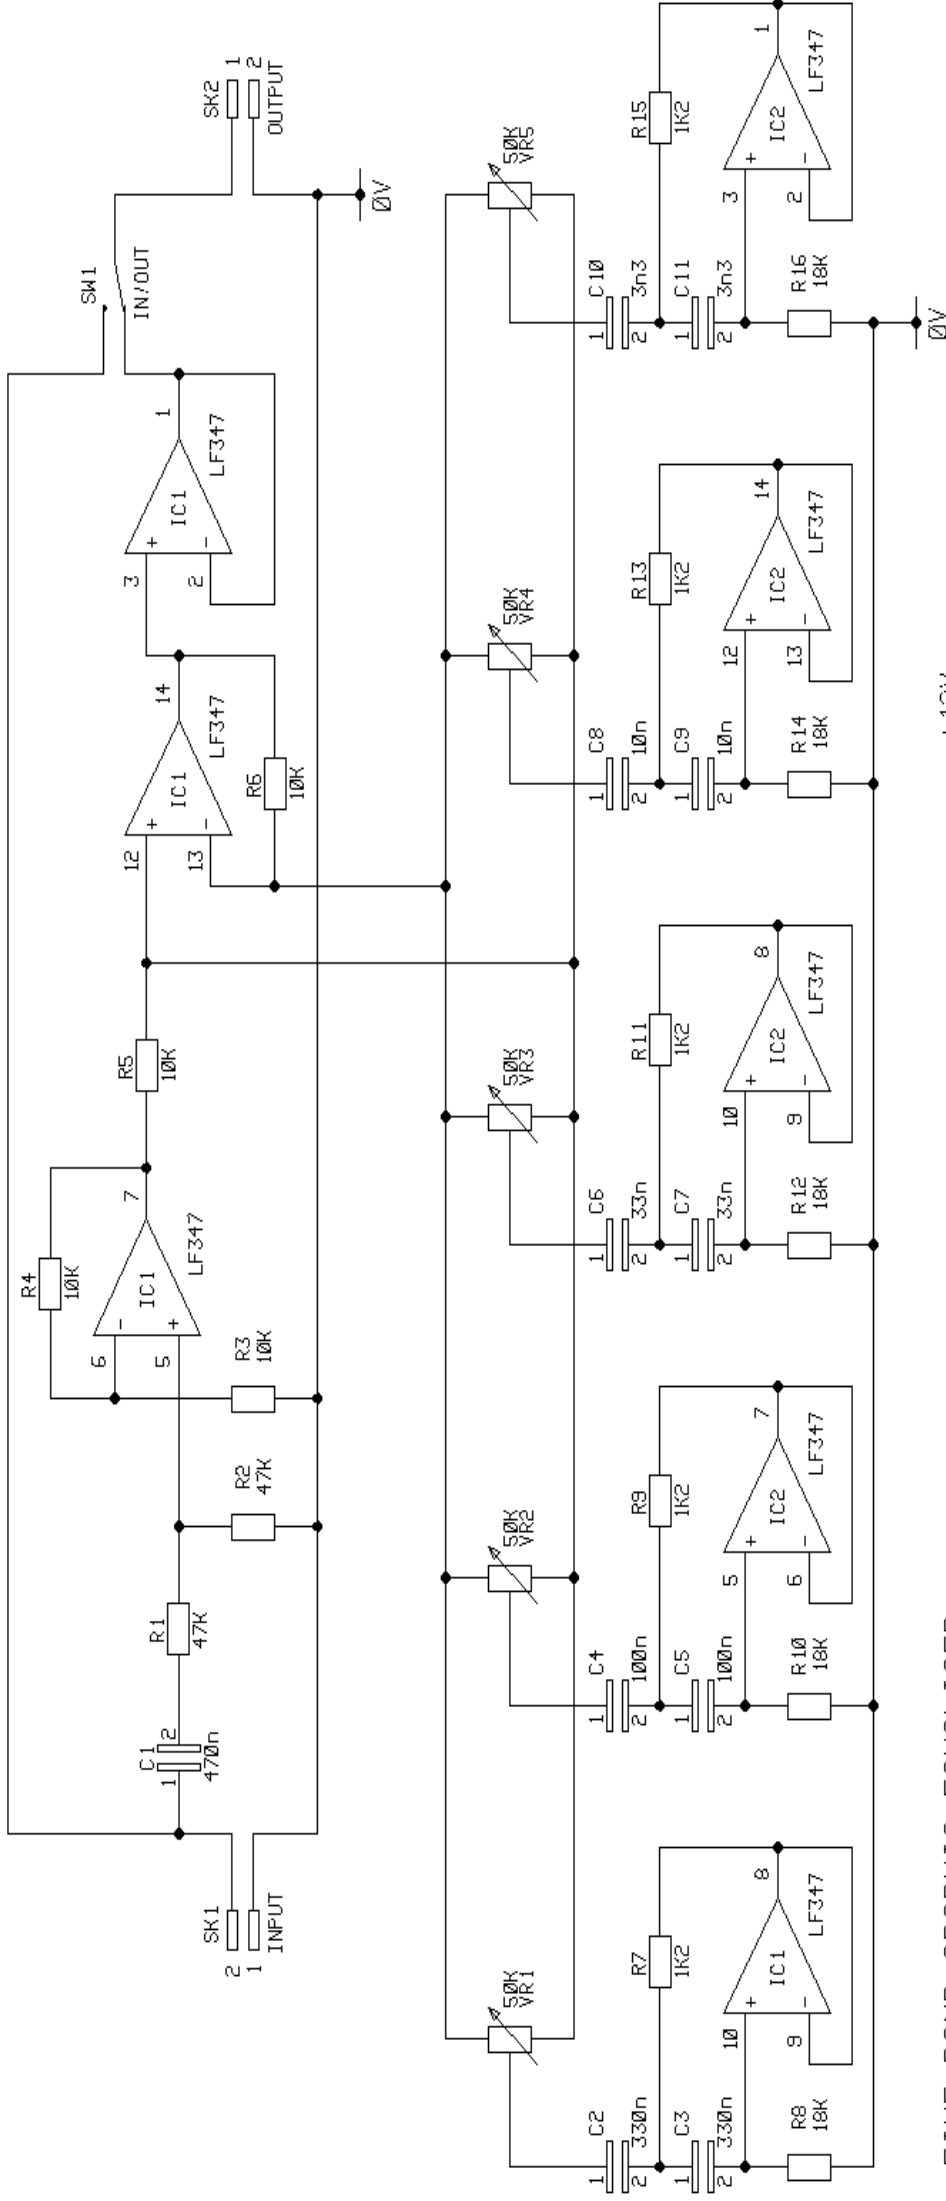 SK1
2
1
INPUT
C1
1
2
470n
R1
47K
R2
47K
R3
10K
R4
10K
6
5
7
IC1
LF347
R5
10K
12
13
14
IC1
LF347
R6
10K
3
2
1
IC1
LF347
SW1
IN/OUT
SK2
1
2
OUTPUT
0V
50K
VR1
50K
VR2
50K
VR3
50K
VR4
50K
VR5
C2
1
2
330n
C3
1
2
330n
R7
1K2
R8
18K
10
9
8
IC1
LF347
C4
1
2
100n
C5
1
2
100n
R9
1K2
R10
18K
5
6
7
IC2
LF347
C6
1
2
33n
C7
1
2
33n
R11
1K2
R12
18K
10
9
8
IC2
LF347
C8
1
2
10n
C9
1
2
10n
R13
1K2
R14
18K
12
13
14
IC2
LF347
C10
1
2
3n3
C11
1
2
3n3
R15
1K2
R16
18K
3
2
1
IC2
LF347
0V